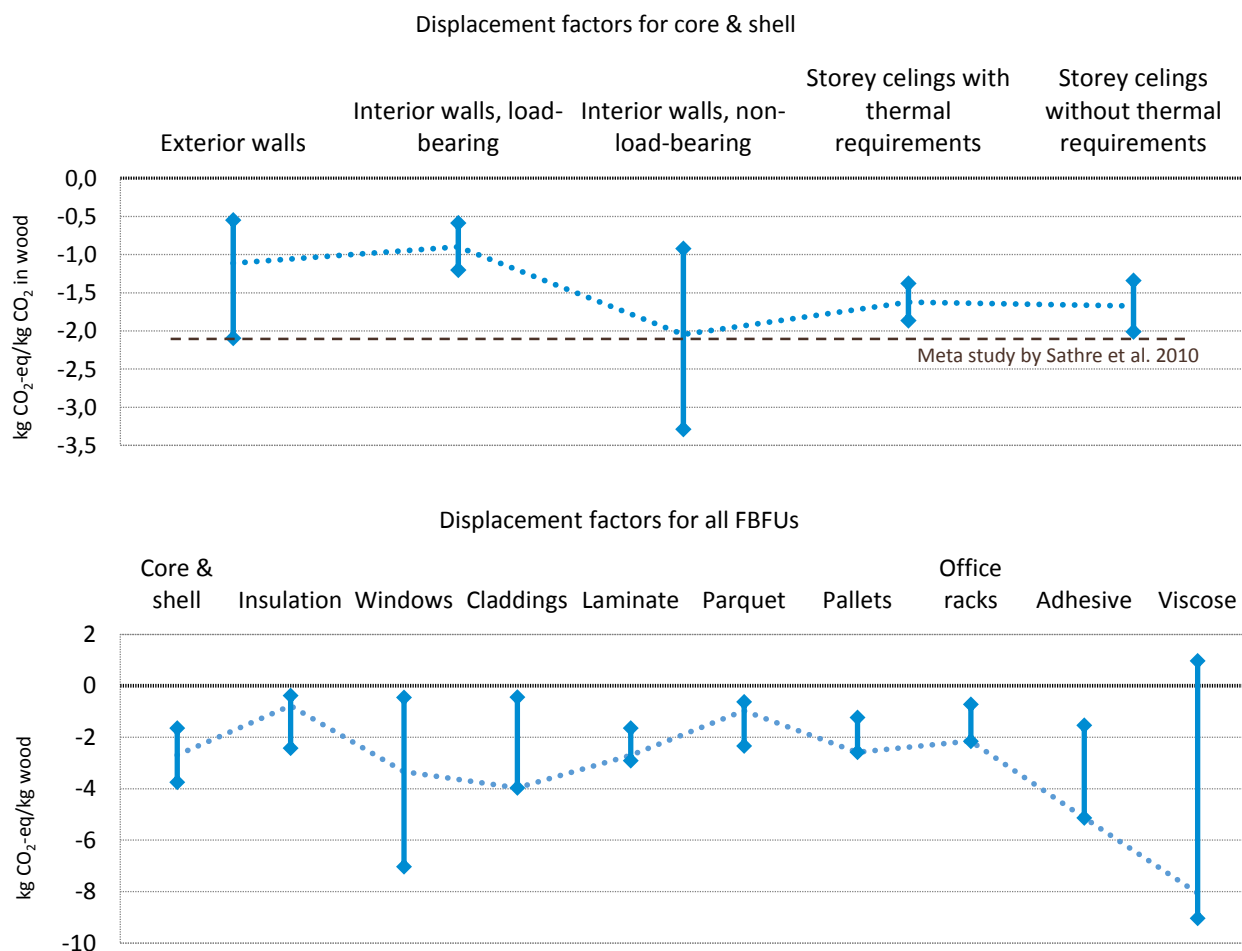 Displacement factors for core & shell
Exterior walls
Interior walls, load-
bearing
Interior walls, non-
load-bearing
Storey celings with
thermal
requirements
Storey celings
without thermal
requirements
0,0
-0,5
-1,0
-1,5
-2,0
-2,5
-3,0
-3,5
kg CO₂-eq/kg CO₂ in wood
Meta study by Sathre et al. 2010
Displacement factors for all FBFUs
Core &
shell
Insulation
Windows
Claddings
Laminate
Parquet
Pallets
Office
racks
Adhesive
Viscose
2
0
-2
-4
-6
-8
-10
kg CO₂-eq/kg wood